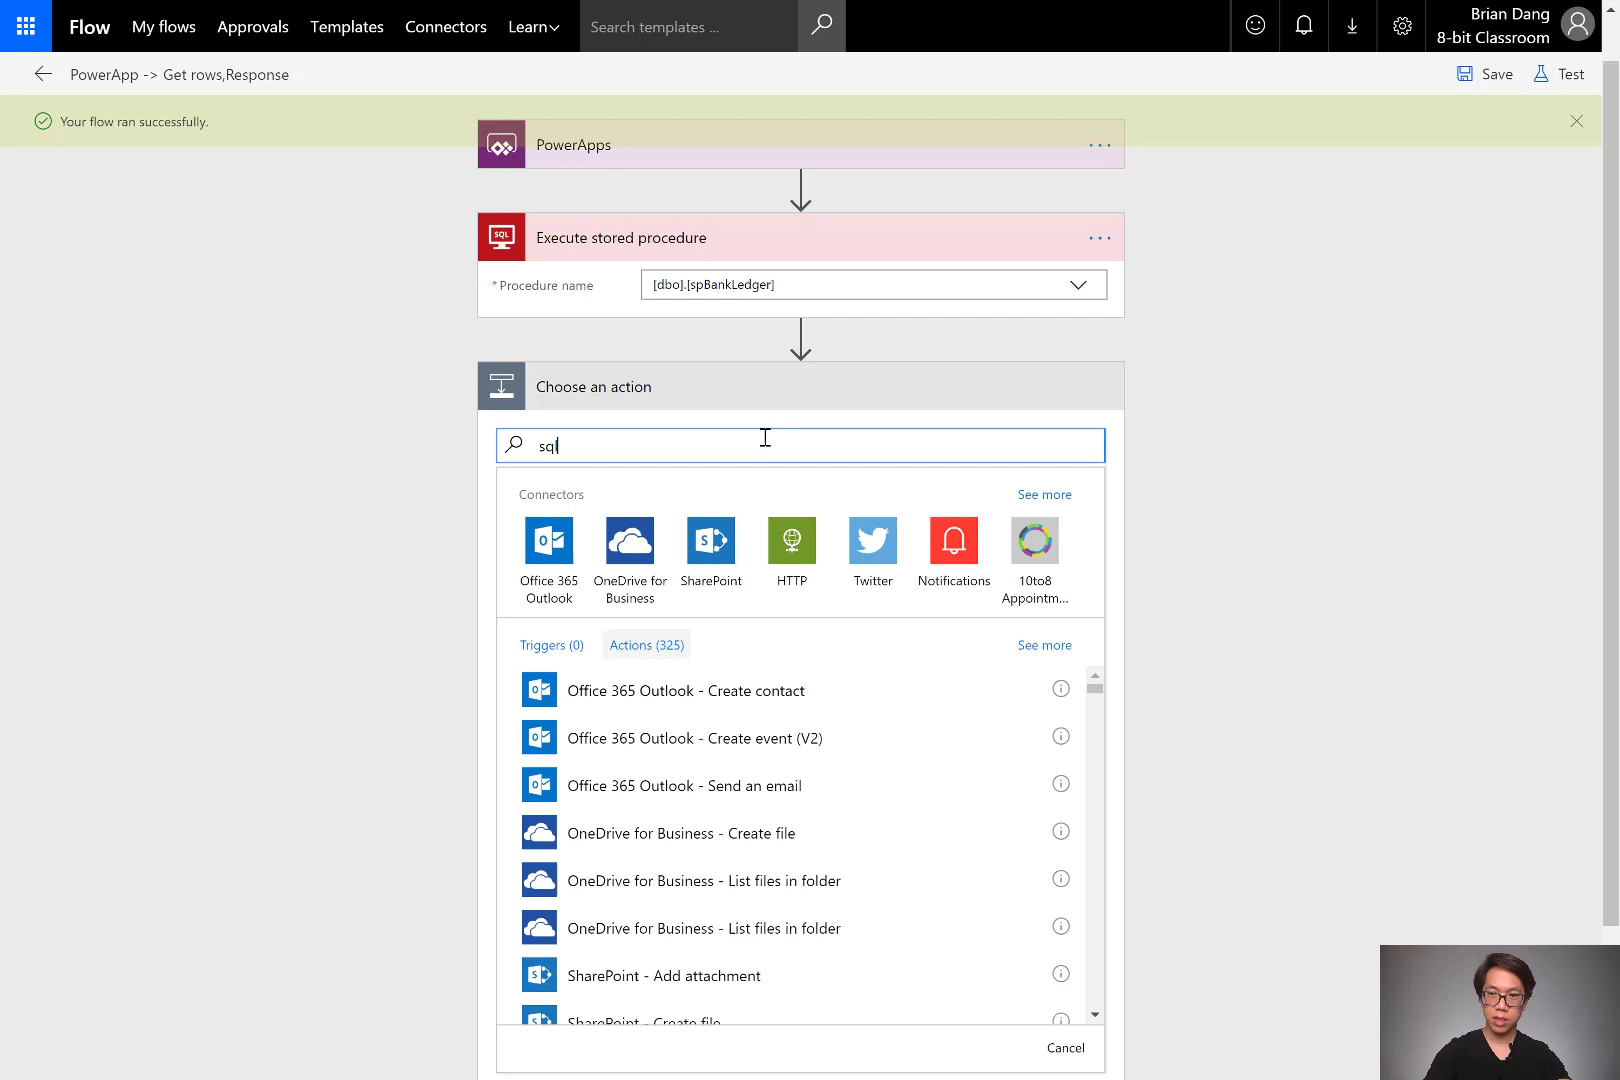 Flow
My flows
Approvals
Templates
Connectors
Learn
Search templates ...
Brian Dang
8-bit Classroom
PowerApp -> Get rows,Response
Save
Test
Your flow ran successfully.
PowerApps
SQL
Execute stored procedure
* Procedure name
[dbo].[spBankLedger]
Choose an action
sql
Connectors
See more
Office 365 Outlook
OneDrive for Business
SharePoint
HTTP
Twitter
Notifications
10to8 Appointm...
Triggers (0)
Actions (325)
See more
Office 365 Outlook - Create contact
Office 365 Outlook - Create event (V2)
Office 365 Outlook - Send an email
OneDrive for Business - Create file
OneDrive for Business - List files in folder
OneDrive for Business - List files in folder
SharePoint - Add attachment
SharePoint - Create file
Cancel